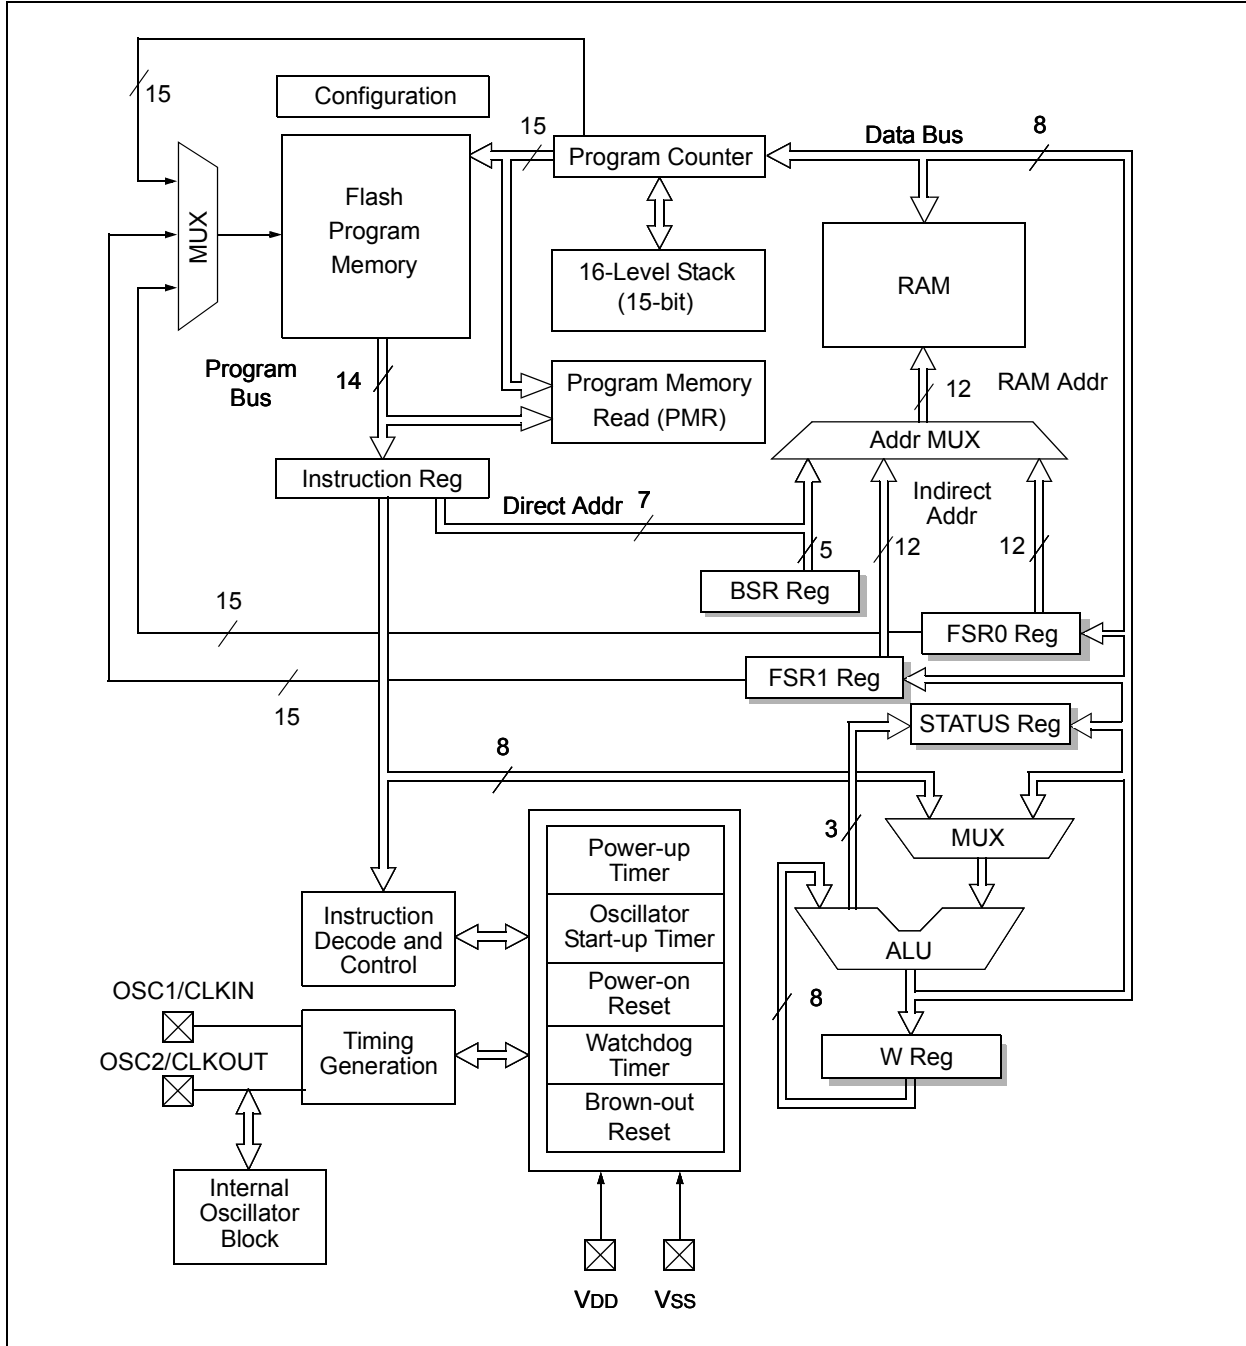 15
Configuration
15
Program Counter
Data Bus
8
MUX
Flash
Program
Memory
16-Level Stack
(15-bit)
RAM
Program
Bus
14
Program Memory
Read (PMR)
12
RAM Addr
Addr MUX
Instruction Reg
Direct Addr
7
Indirect
Addr
5
12
12
BSR Reg
15
FSR0 Reg
FSR1 Reg
15
STATUS Reg
8
3
MUX
Power-up
Timer
Oscillator
Start-up Timer
Power-on
Reset
Watchdog
Timer
Brown-out
Reset
Instruction
Decode and
Control
ALU
OSC1/CLKIN
8
Timing
Generation
OSC2/CLKOUT
W Reg
Internal
Oscillator
Block
VDD
VSS